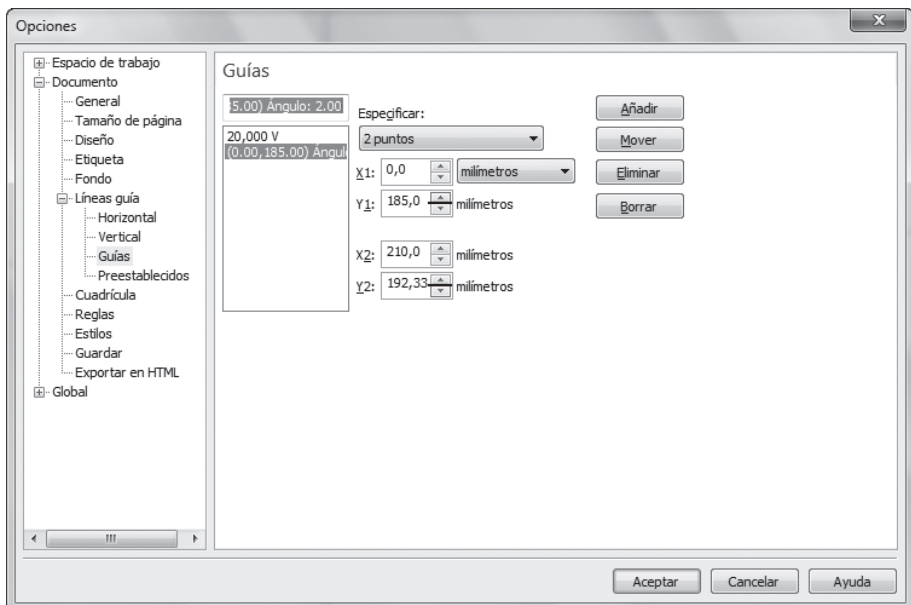 Opciones
Espacio de trabajo
Documento
General
Tamaño de página
Diseño
Etiqueta
Fondo
Líneas guía
Horizontal
Vertical
Guías
Preestablecidos
Cuadrícula
Reglas
Estilos
Guardar
Exportar en HTML
Global
Guías
5.00) Ángulo: 2.00
20,000 V
(0.00,185.00) Ángul
Especificar:
2 puntos
X1: 0,0 milímetros
Y1: 185,0 milímetros
X2: 210,0 milímetros
Y2: 192,33 milímetros
Añadir
Mover
Eliminar
Borrar
Aceptar
Cancelar
Ayuda